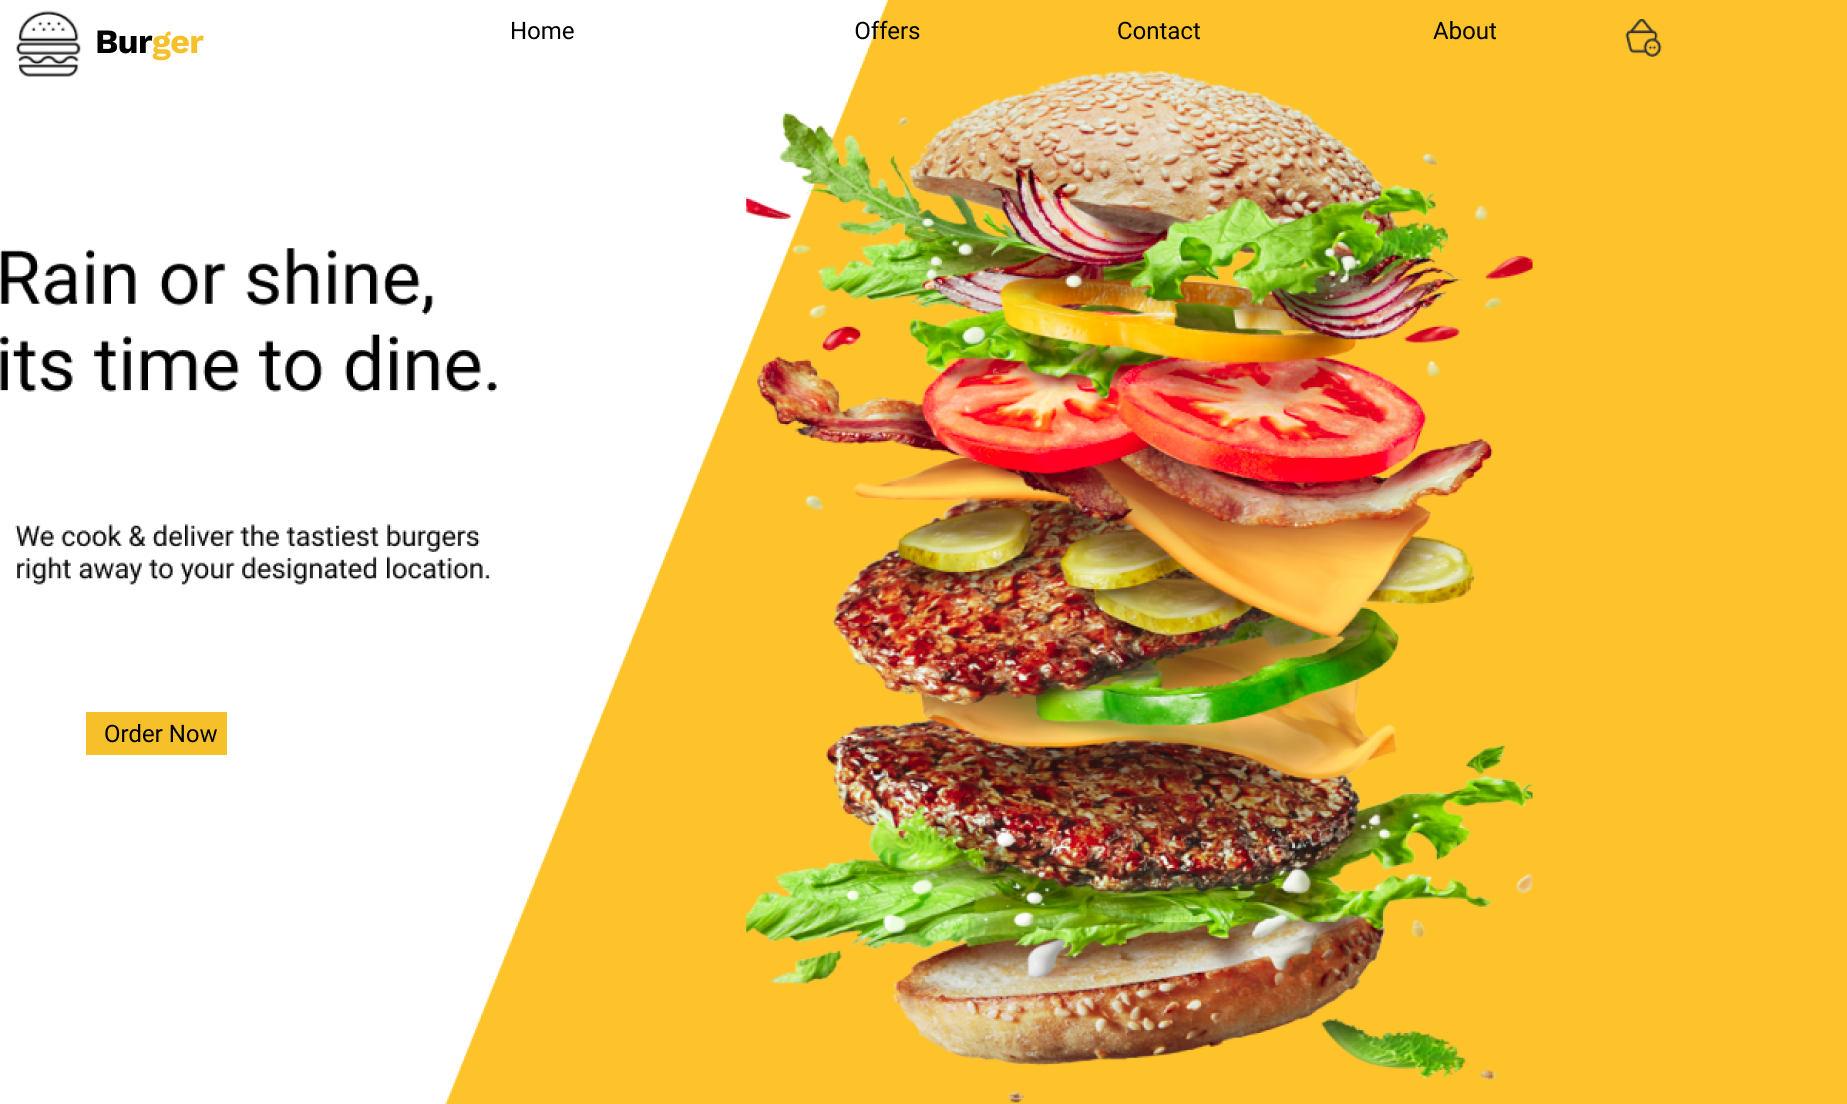 Burger
Home
Offers
Contact
About
Rain or shine,
its time to dine.
We cook & deliver the tastiest burgers
right away to your designated location.
Order Now